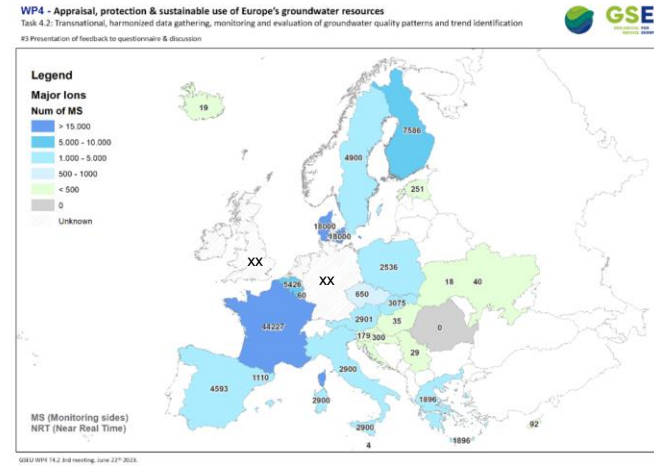 WP4 - Appraisal, protection & sustainable use of Europe's groundwater resources
Task 4.2: Transnational, harmonized data gathering, monitoring and evaluation of groundwater quality patterns and trend identification
#3 Presentation of feedback to questionnaire & discussion
GSE
Legend
Major Ions
Num of MS
> 15.000
5.000 - 10.000
1.000 - 5.000
500 - 1000
< 500
0
Unknown
19
7586
4900
251
18000
18000
XX
XX
2536
5426
60
650
3075
18
40
2901
35
0
44227
179
300
29
2900
1110
4593
2900
1896
2900
4
1896
92
MS (Monitoring sides)
NRT (Near Real Time)
GSEU WP4 T4.2 3rd meeting, June 22nd 2023.